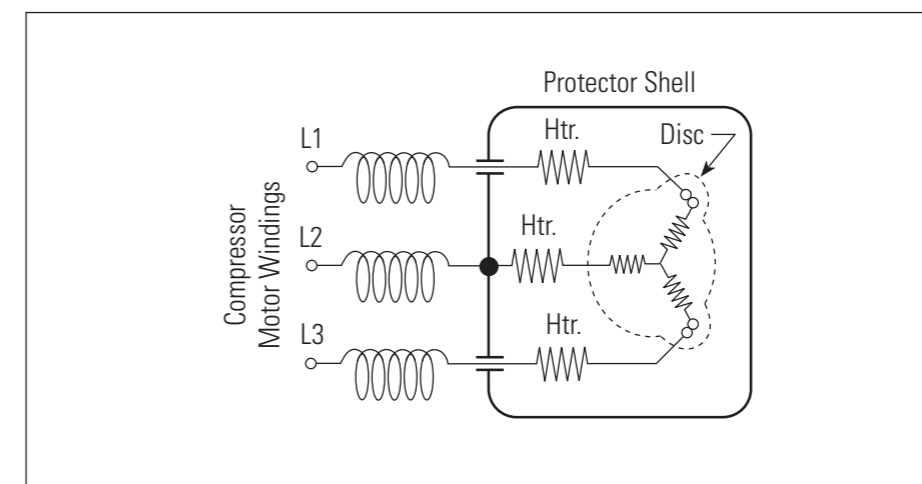 Protector Shell
L1
Htr.
Disc
Compressor
Motor Windings
L2
Htr.
L3
Htr.